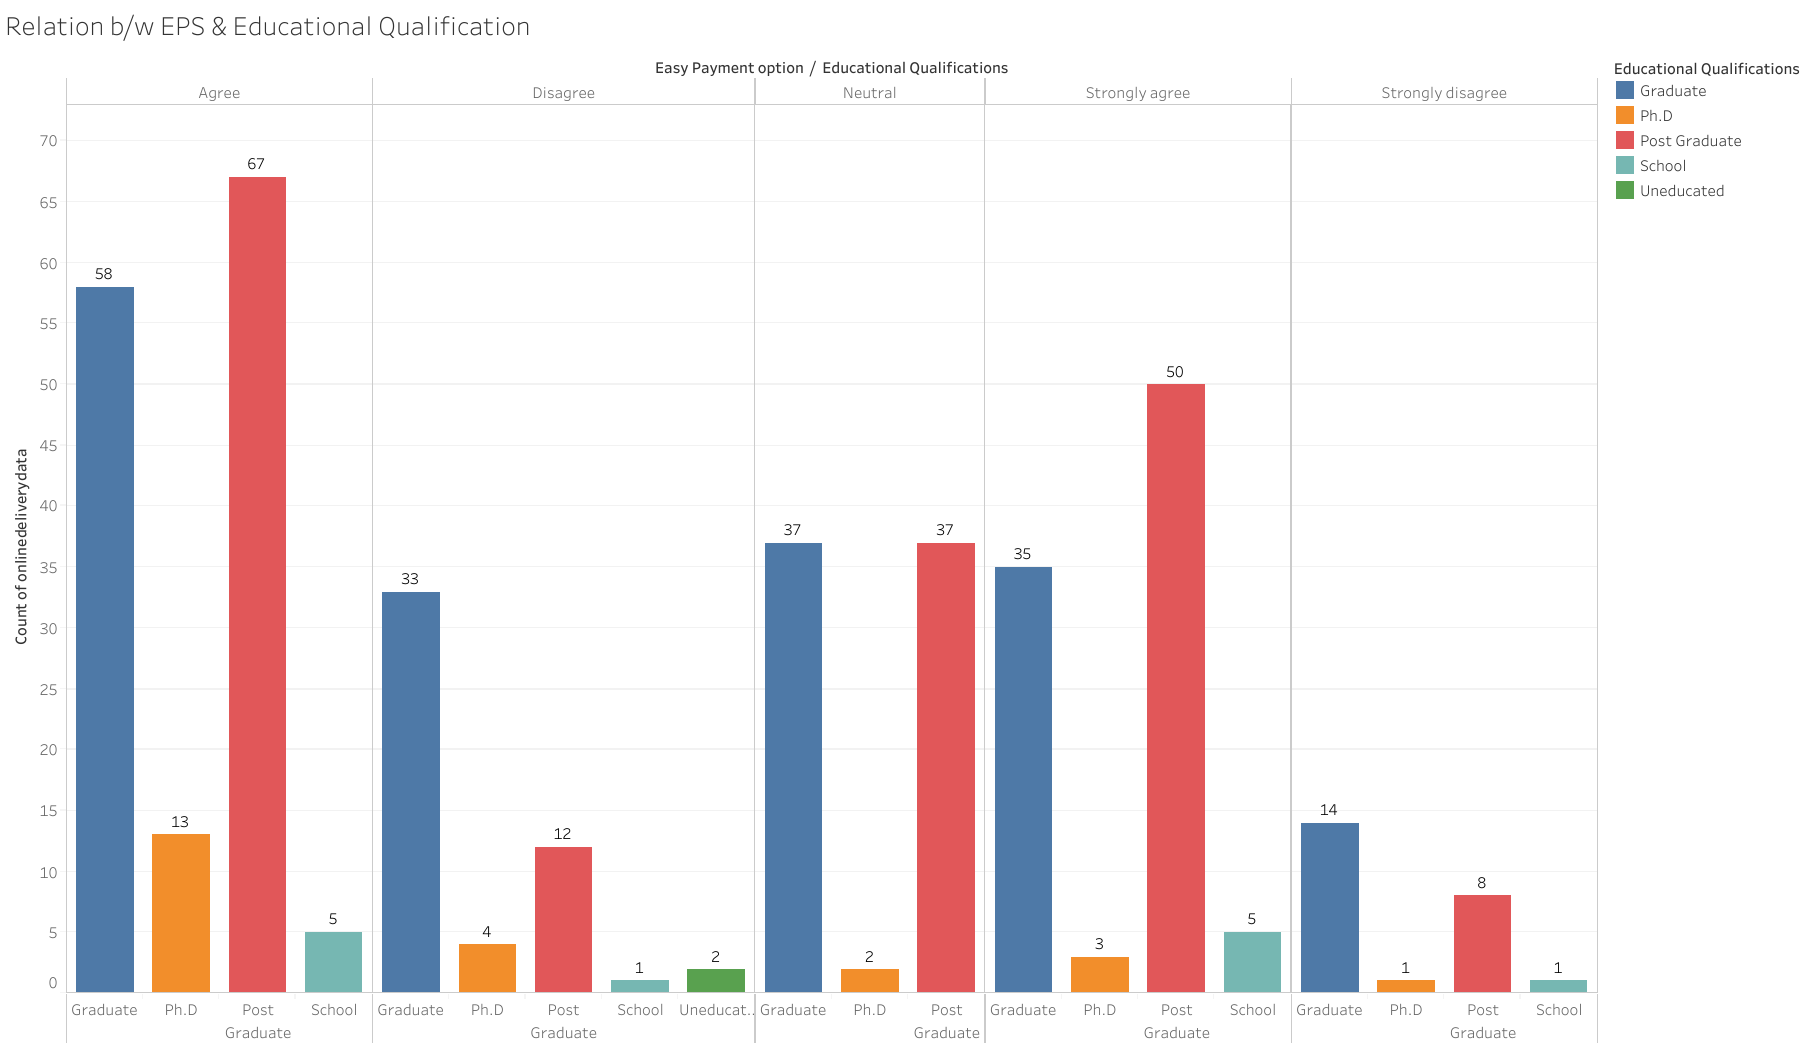 Relation b/w EPS & Educational Qualification
Easy Payment option / Educational Qualifications
Agree
Disagree
Neutral
Strongly agree
Strongly disagree
Educational Qualifications
Graduate
Ph.D
Post Graduate
School
Uneducated
Count of onlinedeliverydata
70
65
60
55
50
45
40
35
30
25
20
15
10
5
0
58
13
67
5
33
4
12
1
2
37
2
37
35
3
50
5
14
1
8
1
Graduate
Ph.D
Post
Graduate
School
Graduate
Ph.D
Post
Graduate
School
Uneducat..
Graduate
Ph.D
Post
Graduate
Graduate
Ph.D
Post
Graduate
School
Graduate
Ph.D
Post
Graduate
School